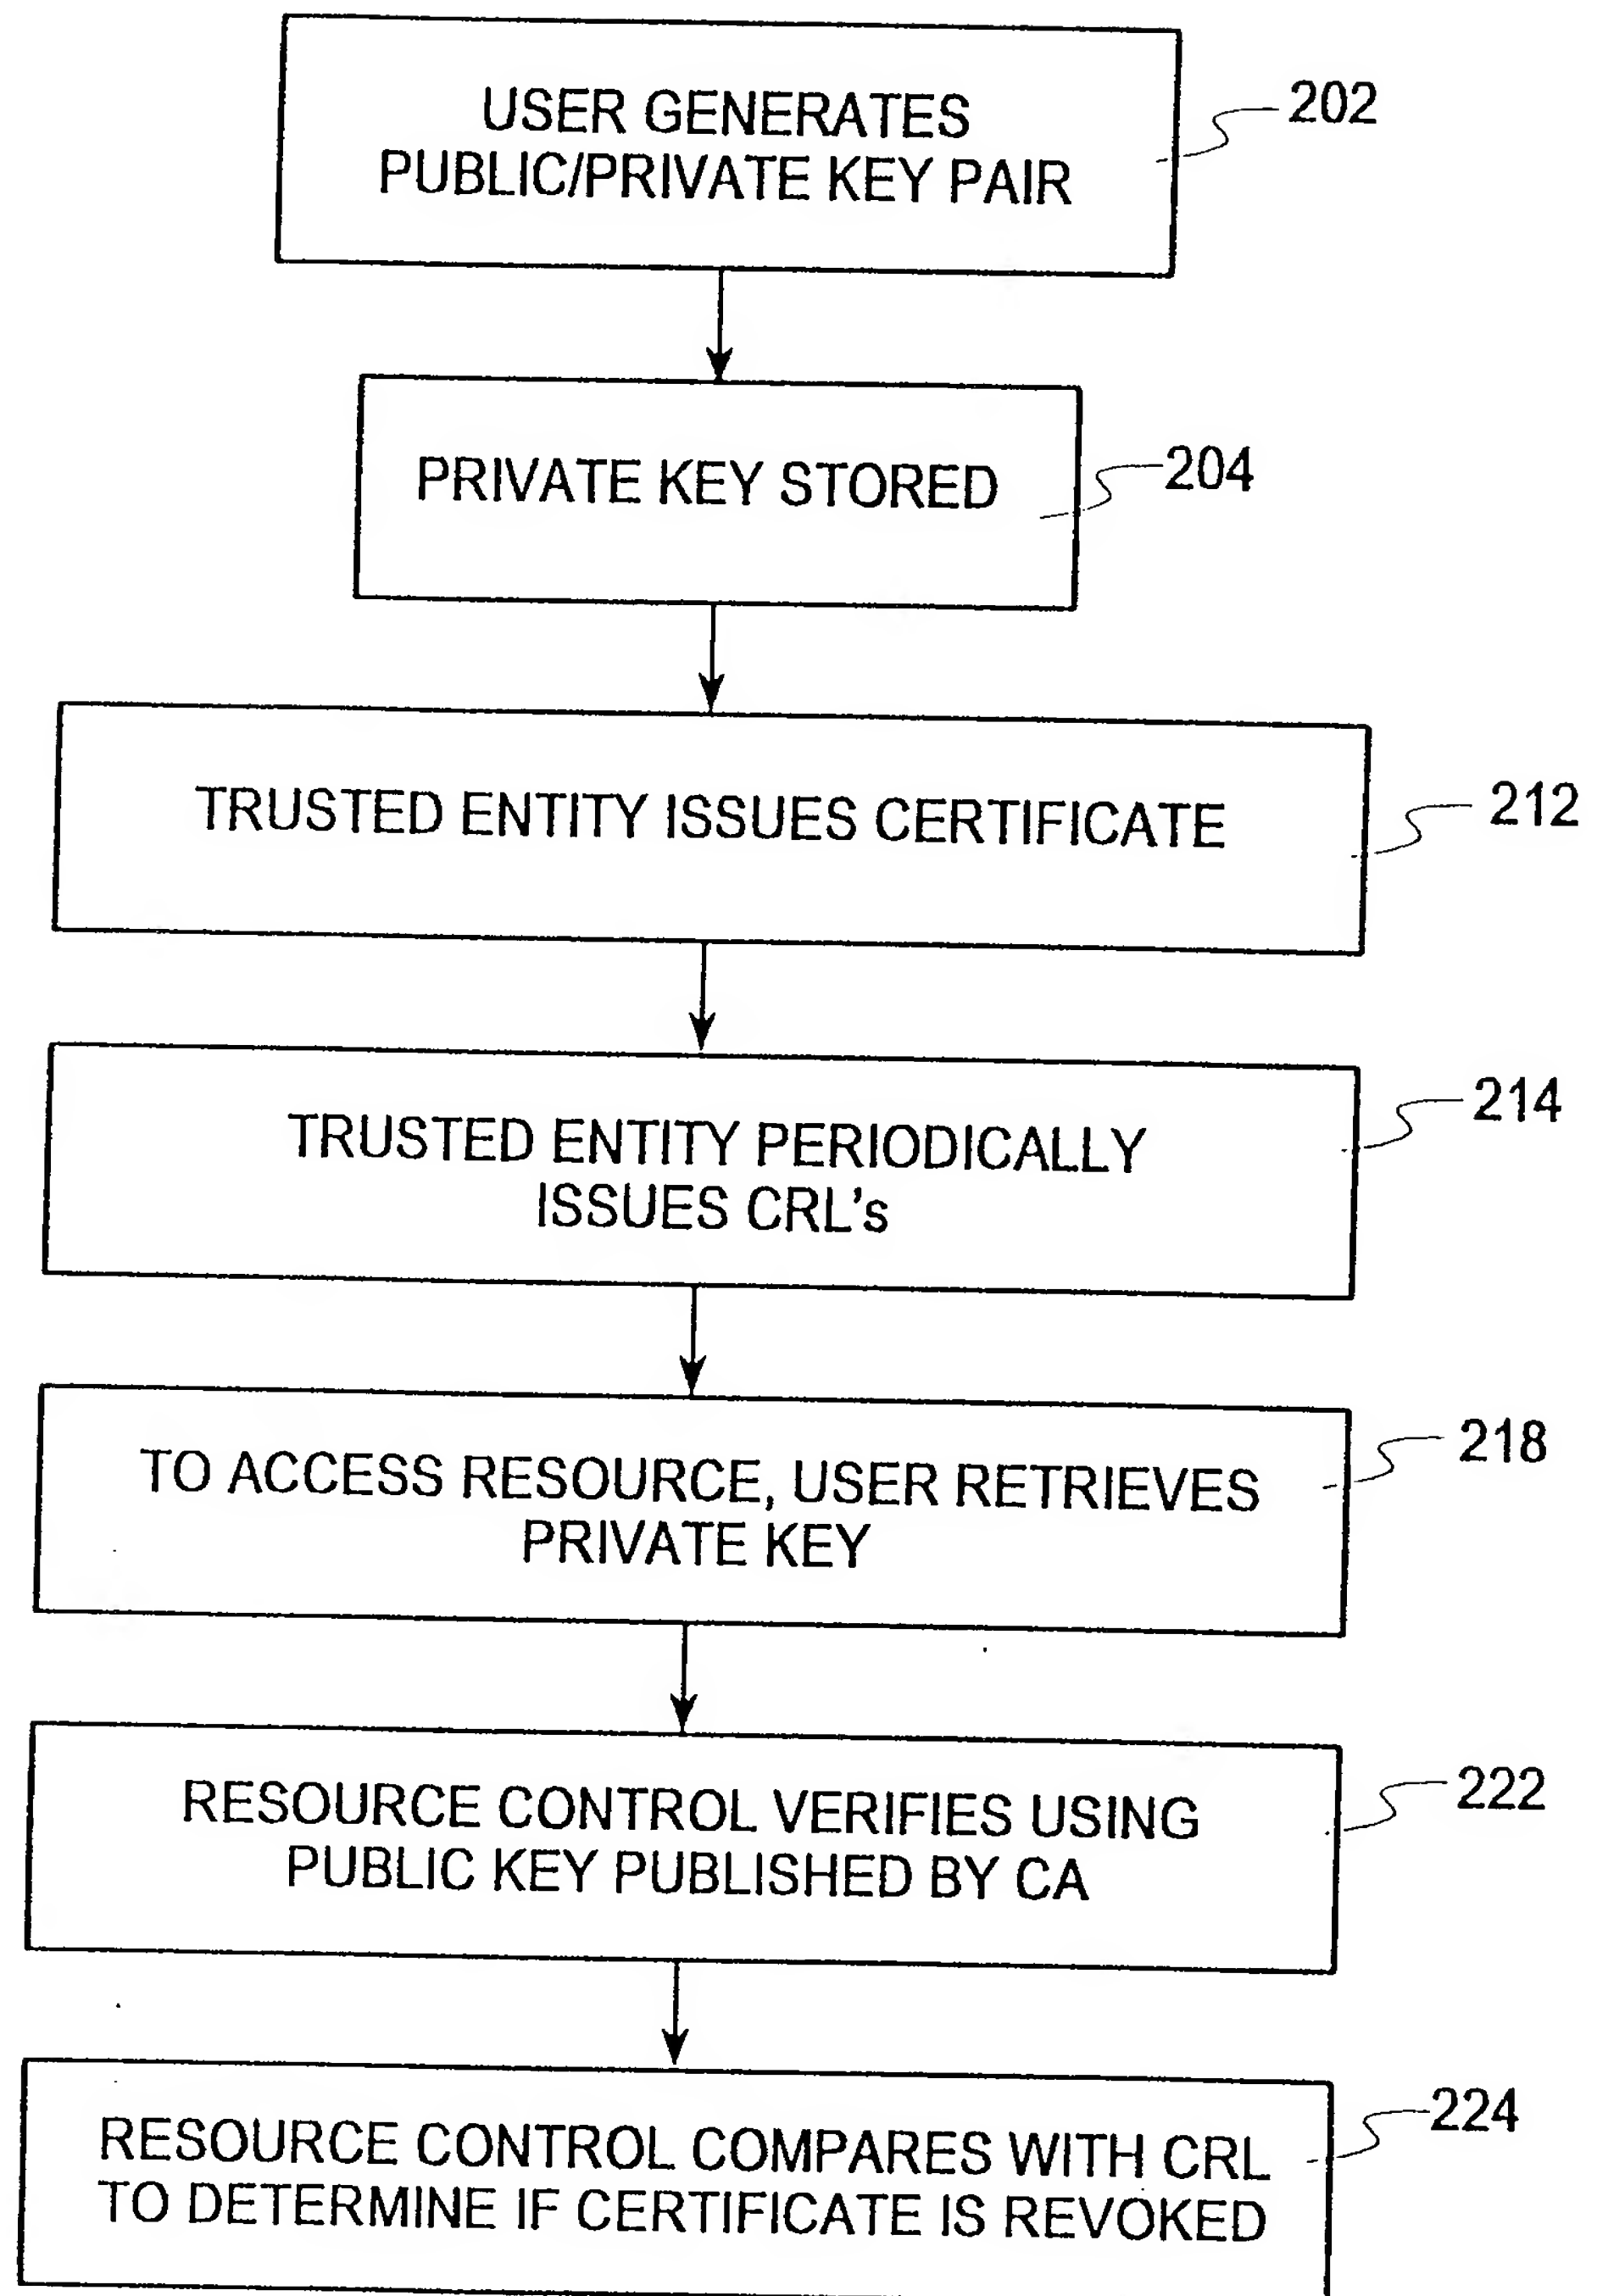 USER GENERATES
PUBLIC/PRIVATE KEY PAIR
202
PRIVATE KEY STORED
204
TRUSTED ENTITY ISSUES CERTIFICATE
212
TRUSTED ENTITY PERIODICALLY
ISSUES CRL's
214
TO ACCESS RESOURCE, USER RETRIEVES
PRIVATE KEY
218
RESOURCE CONTROL VERIFIES USING
PUBLIC KEY PUBLISHED BY CA
222
RESOURCE CONTROL COMPARES WITH CRL
TO DETERMINE IF CERTIFICATE IS REVOKED
224